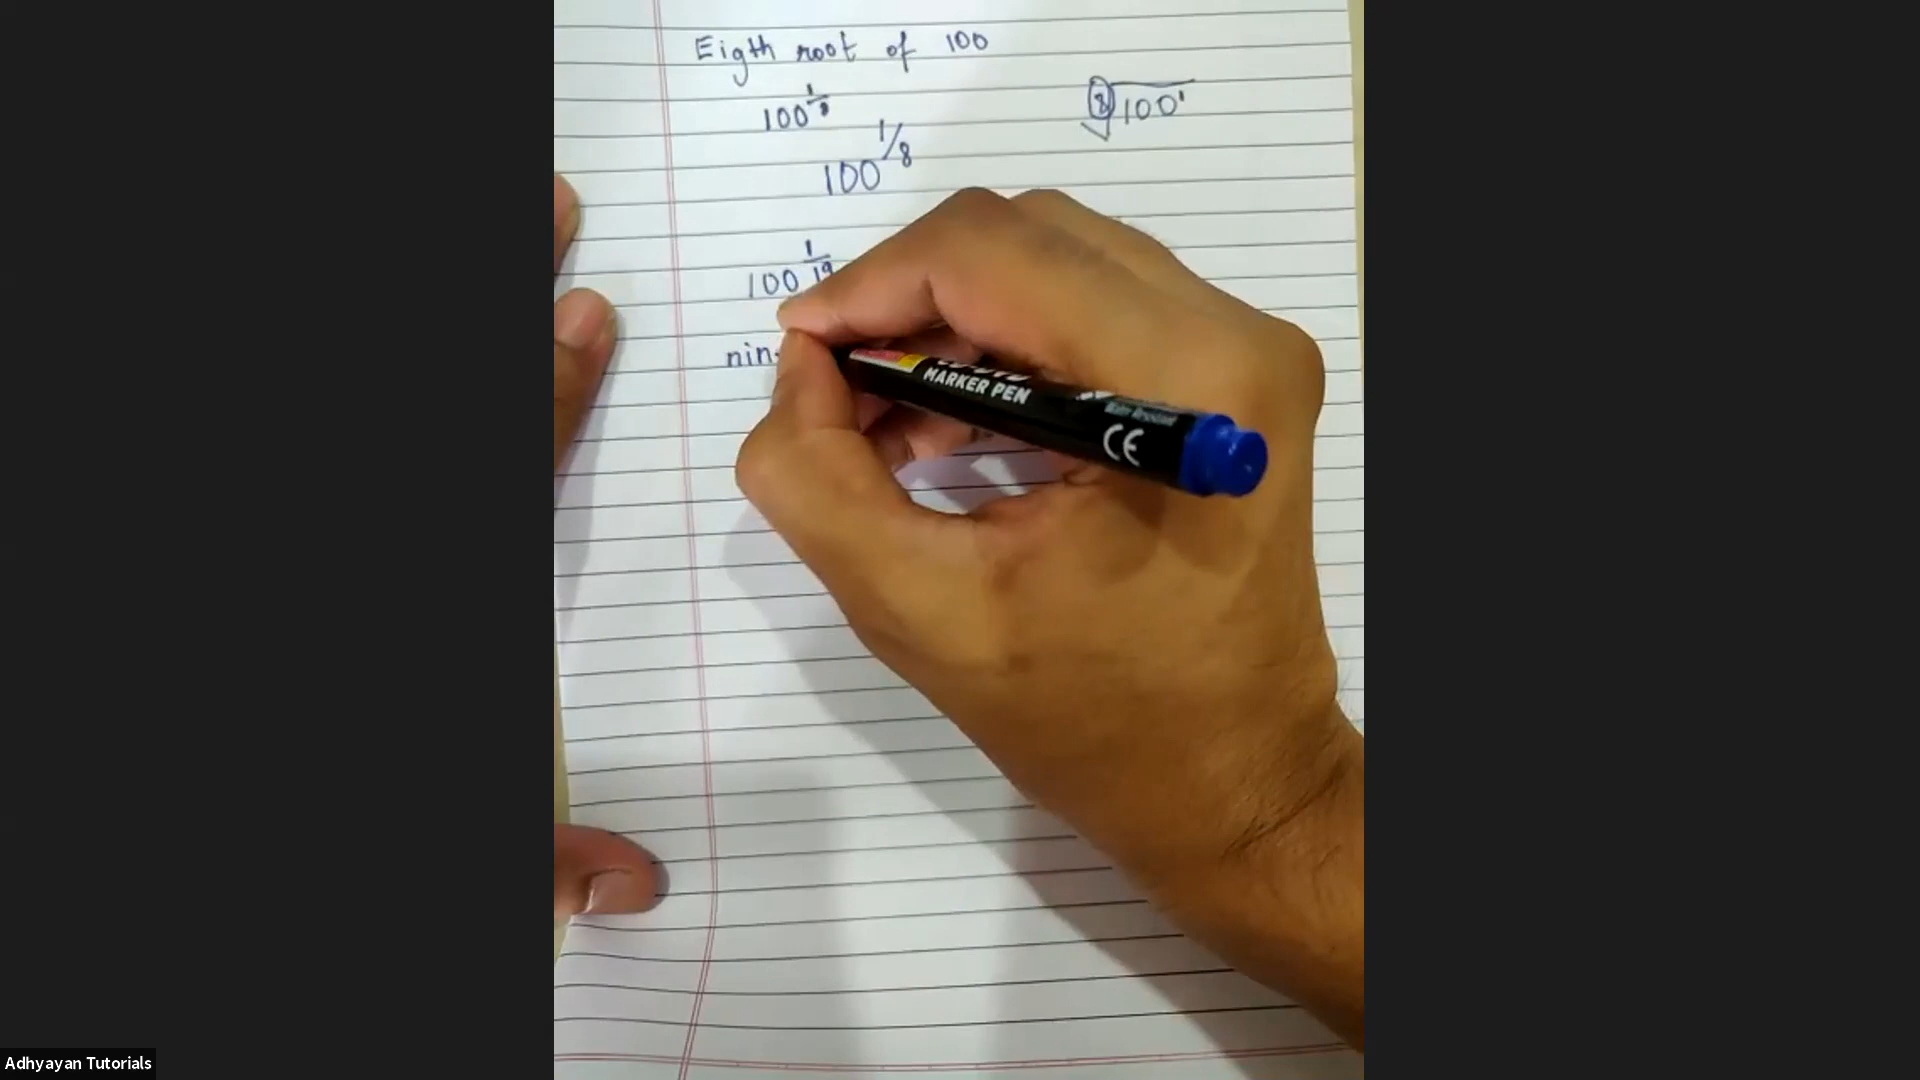 Eigth root of 100
100^1/8
⁸√100¹
100^1/8
100^1/19
nin
MARKER PEN
CE
Adhyayan Tutorials